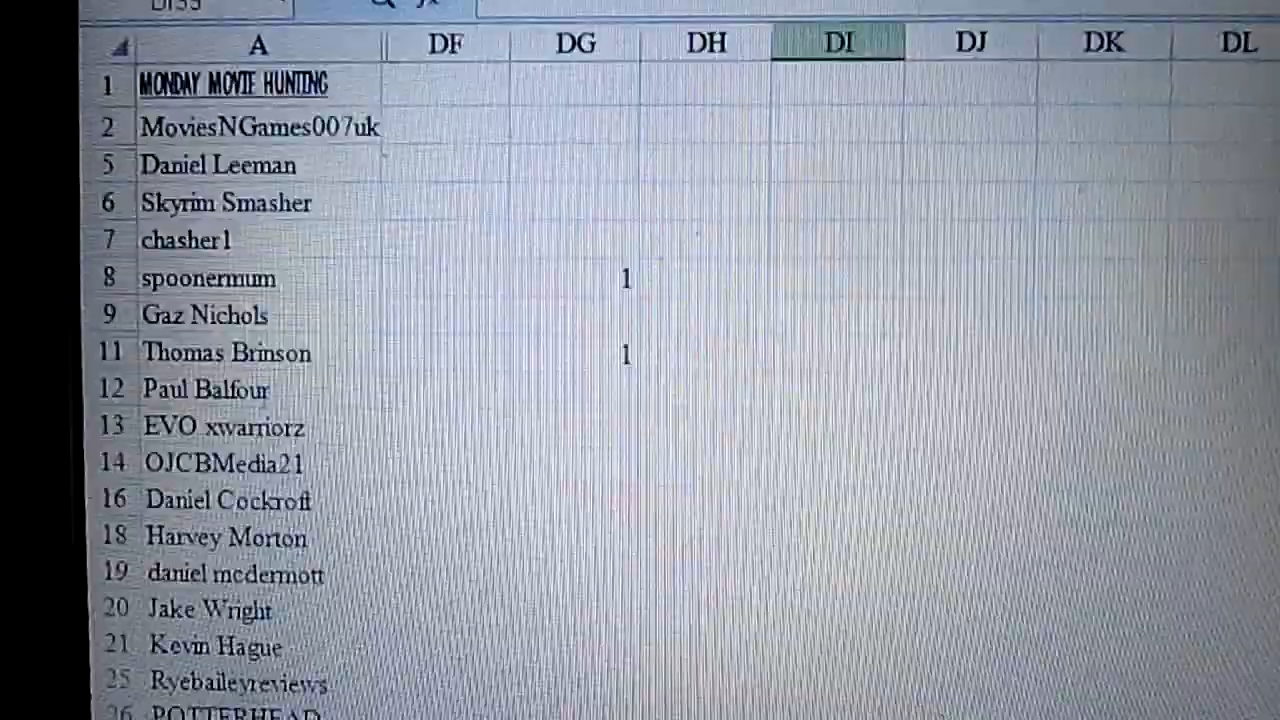 A DF DG DH DI DJ DK DL
1 MONDAY MOVIE HUNTING
2 MoviesNGames007uk
5 Daniel Leeman
6 Skyrim Smasher
7 chasher1
8 spoonermum 1
9 Gaz Nichols
11 Thomas Brinson 1
12 Paul Balfour
13 EVO xwarriorz
14 OJCBMedia21
16 Daniel Cockroft
18 Harvey Morton
19 daniel mcdermott
20 Jake Wright
21 Kevin Hague
25 Ryebaileyreviews
26 POTTERHEAD